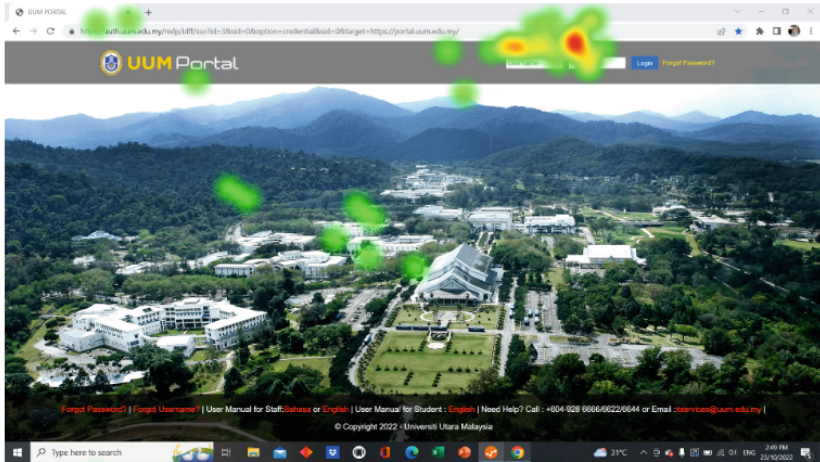 UUM PORTAL
https://auth.uum.edu.my/nidp/idff/sso?id=3&sid=0&option=credential&sid=0&target=https://portal.uum.edu.my/
UUM Portal
User Name
Login
Forgot Password?
Forgot Password? | Forgot Username? | User Manual for Staff:Bahasa or English | User Manual for Student : English | Need Help? Call : +604-928 6666/6622/6644 or Email :itservices@uum.edu.my |
© Copyright 2022 - Universiti Utara Malaysia
Type here to search
31°C
ENG
2:49 PM
23/10/2022